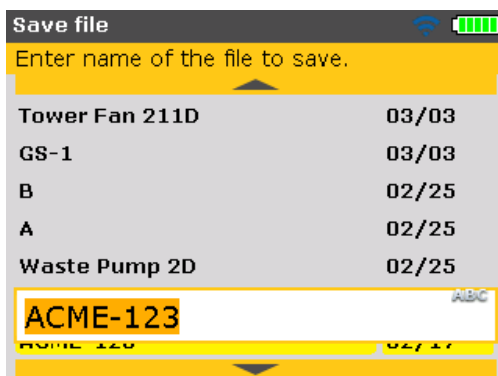 Save file
Enter name of the file to save.
Tower Fan 211D 03/03
GS-1 03/03
B 02/25
A 02/25
Waste Pump 2D 02/25
ABC
ACME-123